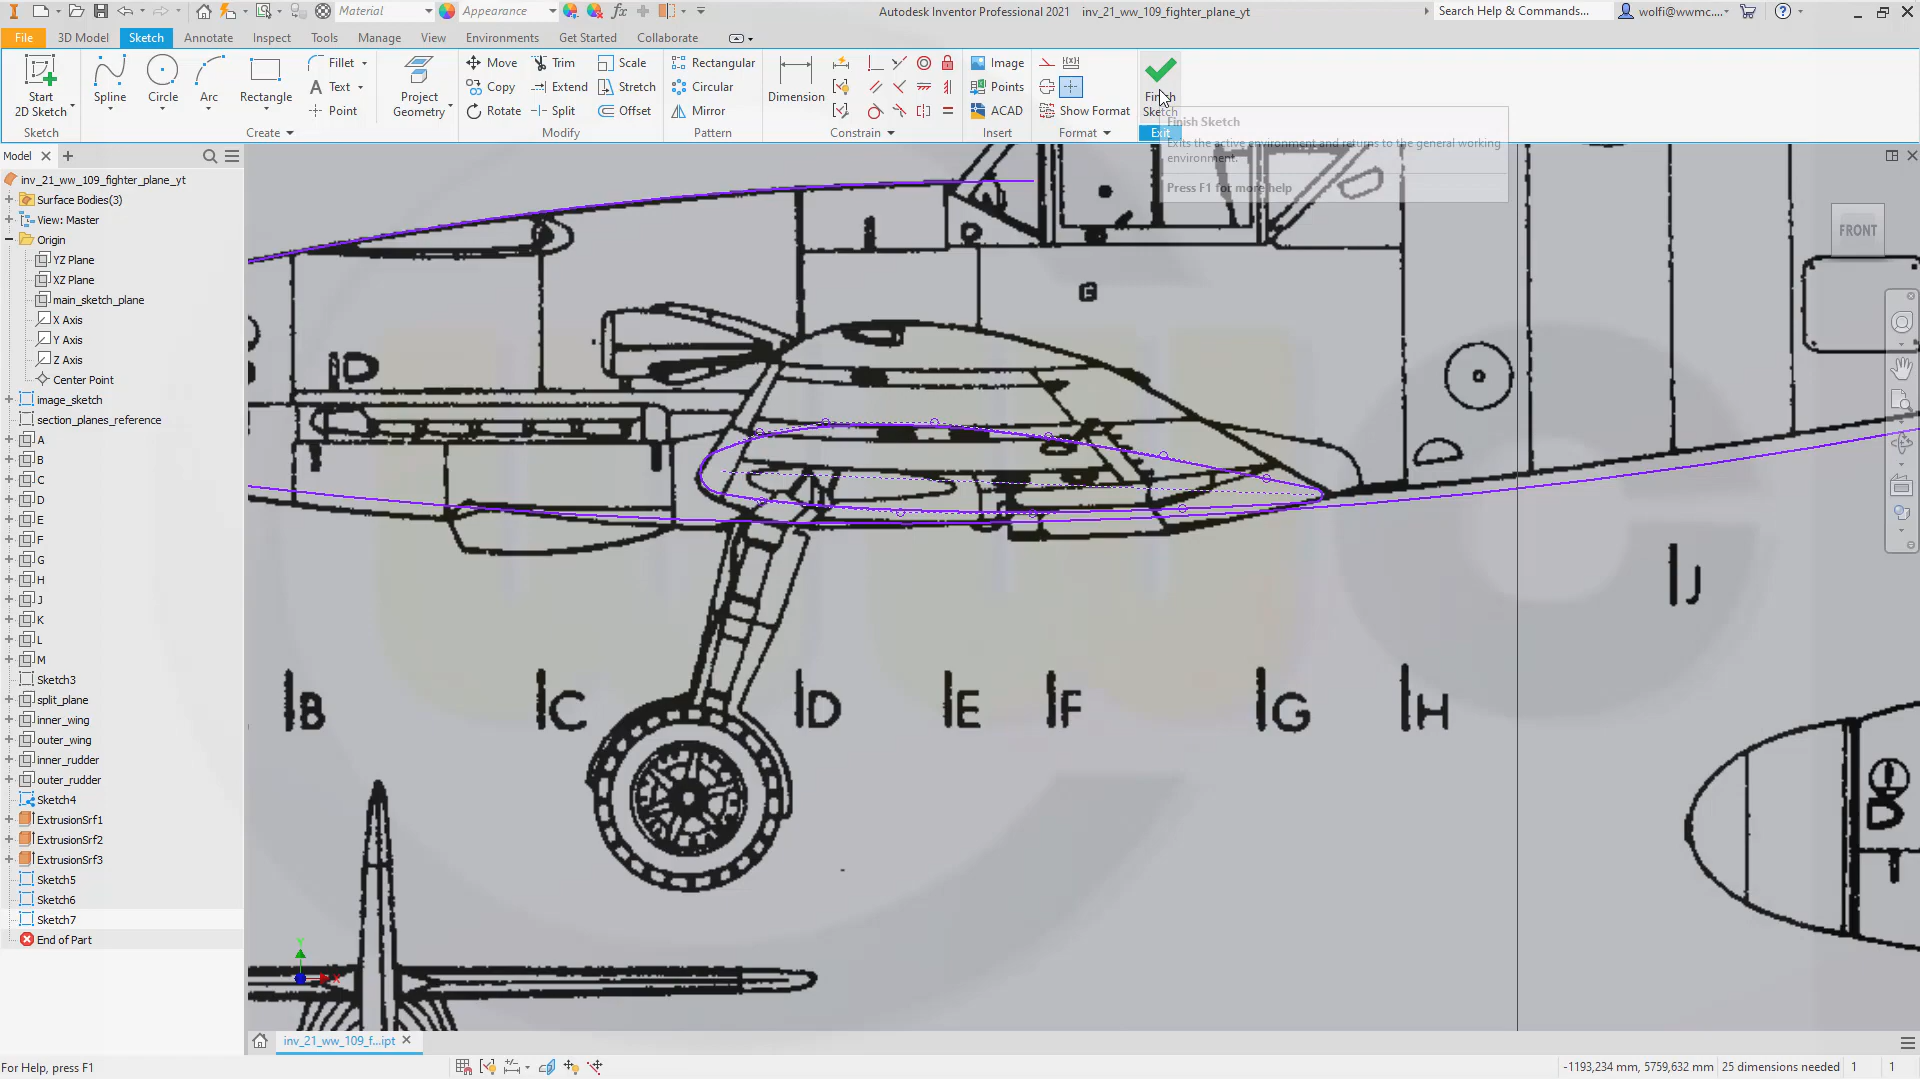 Material
Appearance
Autodesk Inventor Professional 2021 inv_21_ww_109_fighter_plane_yt
Search Help & Commands...
wolfi@wwmc....
File 3D Model Sketch Annotate Inspect Tools Manage View Environments Get Started Collaborate
Start
2D Sketch
Spline
Circle
Arc
Rectangle
Fillet
Text
Point
Project
Geometry
Move
Copy
Rotate
Trim
Extend
Split
Scale
Stretch
Offset
Rectangular
Circular
Mirror
Dimension
Image
Points
ACAD
Show Format
Finish
Sketch
Sketch Create Modify Pattern Constrain Insert Format Exit
Finish Sketch
Exits the active environment and returns to the general working
environment.
Press F1 for more help
Model
inv_21_ww_109_fighter_plane_yt
Surface Bodies(3)
View: Master
Origin
YZ Plane
XZ Plane
main_sketch_plane
X Axis
Y Axis
Z Axis
Center Point
image_sketch
section_planes_reference
A
B
C
D
E
F
G
H
J
K
L
M
Sketch3
split_plane
inner_wing
outer_wing
inner_rudder
outer_rudder
Sketch4
ExtrusionSrf1
ExtrusionSrf2
ExtrusionSrf3
Sketch5
Sketch6
Sketch7
End of Part
FRONT
B C D E F G H
J
D
Y
X
inv_21_ww_109_f...ipt
For Help, press F1
-1193,234 mm, 5759,632 mm 25 dimensions needed 1 1